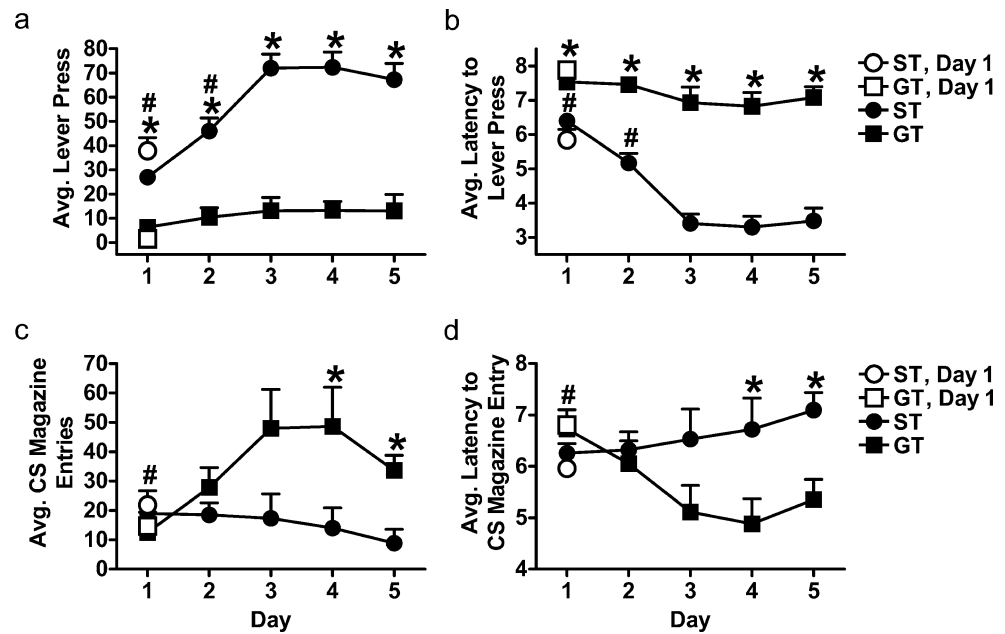 a
Avg. Lever Press
80
70
60
50
40
30
20
10
0
# # * * *
* *
1 2 3 4 5
b
Avg. Latency to
Lever Press
8
7
6
5
4
3
* * * * *
# #
1 2 3 4 5
ST, Day 1
GT, Day 1
ST
GT
c
Avg. CS Magazine
Entries
70
60
50
40
30
20
10
0
# * *
1 2 3 4 5
Day
d
Avg. Latency to
CS Magazine Entry
8
7
6
5
4
# * *
1 2 3 4 5
Day
ST, Day 1
GT, Day 1
ST
GT